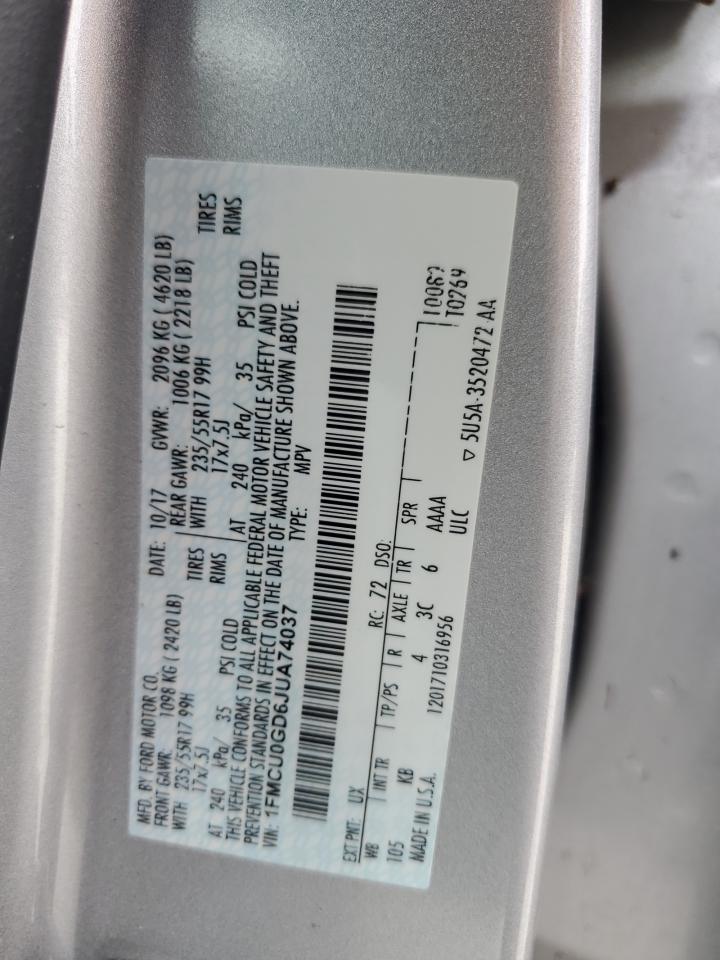 MFD. BY FORD MOTOR CO.
DATE: 10/17 GVWR: 2096 KG ( 4620 LB)
FRONT GAWR: 1098 KG ( 2420 LB) REAR GAWR: 1006 KG ( 2218 LB)
WITH 235/55R17 99H TIRES WITH 235/55R17 99H TIRES
17x7.5J RIMS 17x7.5J RIMS
AT 240 kPa/ 35 PSI COLD AT 240 kPa/ 35 PSI COLD
THIS VEHICLE CONFORMS TO ALL APPLICABLE FEDERAL MOTOR VEHICLE SAFETY AND THEFT
PREVENTION STANDARDS IN EFFECT ON THE DATE OF MANUFACTURE SHOWN ABOVE.
VIN: 1FMCU0GD6JUA74037 TYPE: MPV
EXT PNT: UX RC: 72 DSO:
WB INT TR TP/PS R AXLE TR SPR 10082
105 KB 4 3C 6 AAAA T0269
MADE IN U.S.A. 1201710316956 ULC ▽ 5U5A-3520472 AA